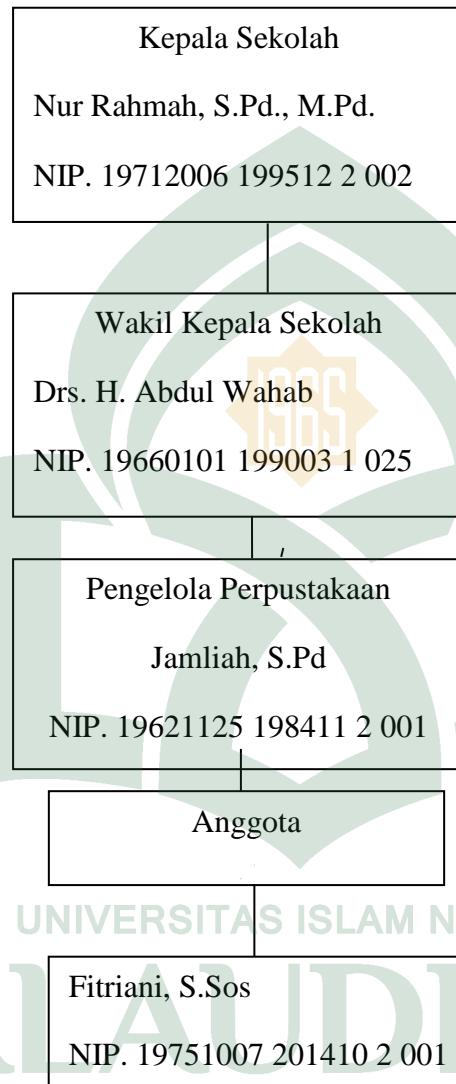 Kepala Sekolah
Nur Rahmah, S.Pd., M.Pd.
NIP. 19712006 199512 2 002
Wakil Kepala Sekolah
Drs. H. Abdul Wahab
1965
NIP. 19660101 199003 1 025
,
Pengelola Perpustakaan
Jamliah, S.Pd
NIP. 19621125 198411 2 001
Anggota
UNIVERSITAS ISLAM N
Fitriani, S.Sos
ALAUDI
NIP. 19751007 201410 2 001